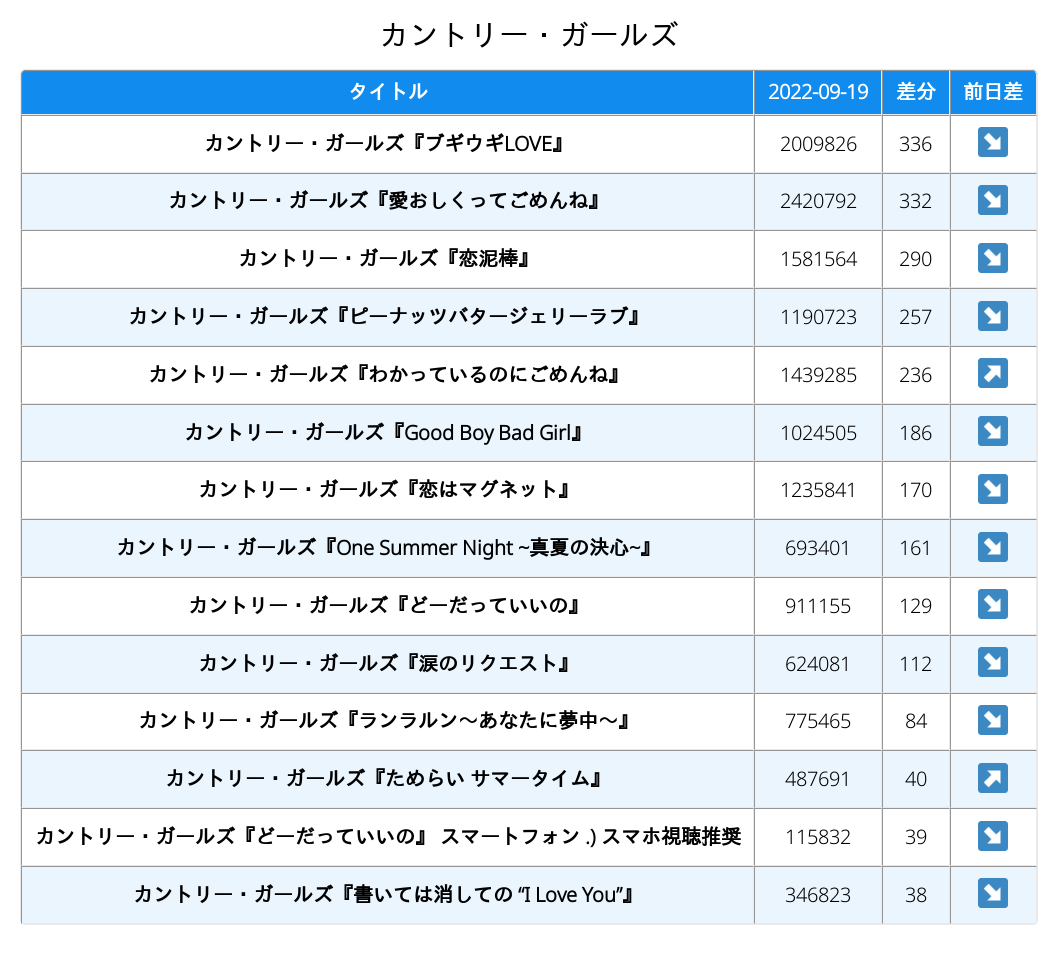 カントリー・ガールズ
タイトル 2022-09-19 差分 前日差
カントリー・ガールズ『ブギウギLOVE』 2009826 336 ↘
カントリー・ガールズ『愛おしくってごめんね』 2420792 332 ↘
カントリー・ガールズ『恋泥棒』 1581564 290 ↘
カントリー・ガールズ『ピーナッツバタージェリーラブ』 1190723 257 ↘
カントリー・ガールズ『わかっているのにごめんね』 1439285 236 ↗
カントリー・ガールズ『Good Boy Bad Girl』 1024505 186 ↘
カントリー・ガールズ『恋はマグネット』 1235841 170 ↘
カントリー・ガールズ『One Summer Night ~真夏の決心~』 693401 161 ↘
カントリー・ガールズ『どーだっていいの』 911155 129 ↘
カントリー・ガールズ『涙のリクエスト』 624081 112 ↘
カントリー・ガールズ『ランラルン～あなたに夢中～』 775465 84 ↘
カントリー・ガールズ『ためらい サマータイム』 487691 40 ↗
カントリー・ガールズ『どーだっていいの』 スマートフォン .) スマホ視聴推奨 115832 39 ↘
カントリー・ガールズ『書いては消しての “I Love You”』 346823 38 ↘